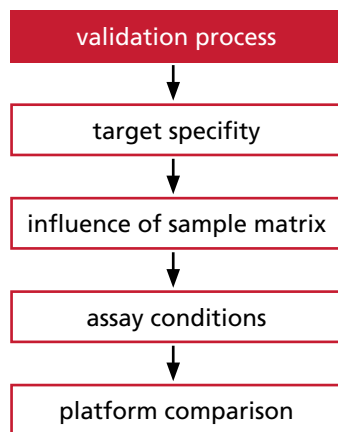 validation process
target specifity
influence of sample matrix
assay conditions
platform comparison